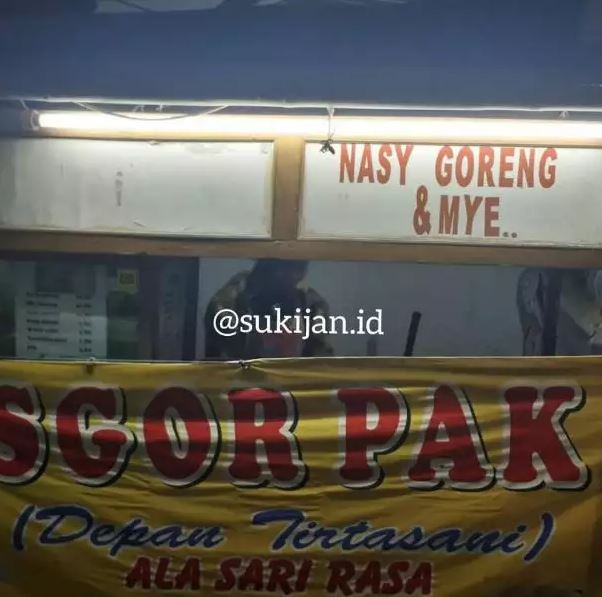 NASY GORENG
& MYE..
@sukijan.id
SGOR PAK
(Depan Tirtasani)
ALA SARI RASA